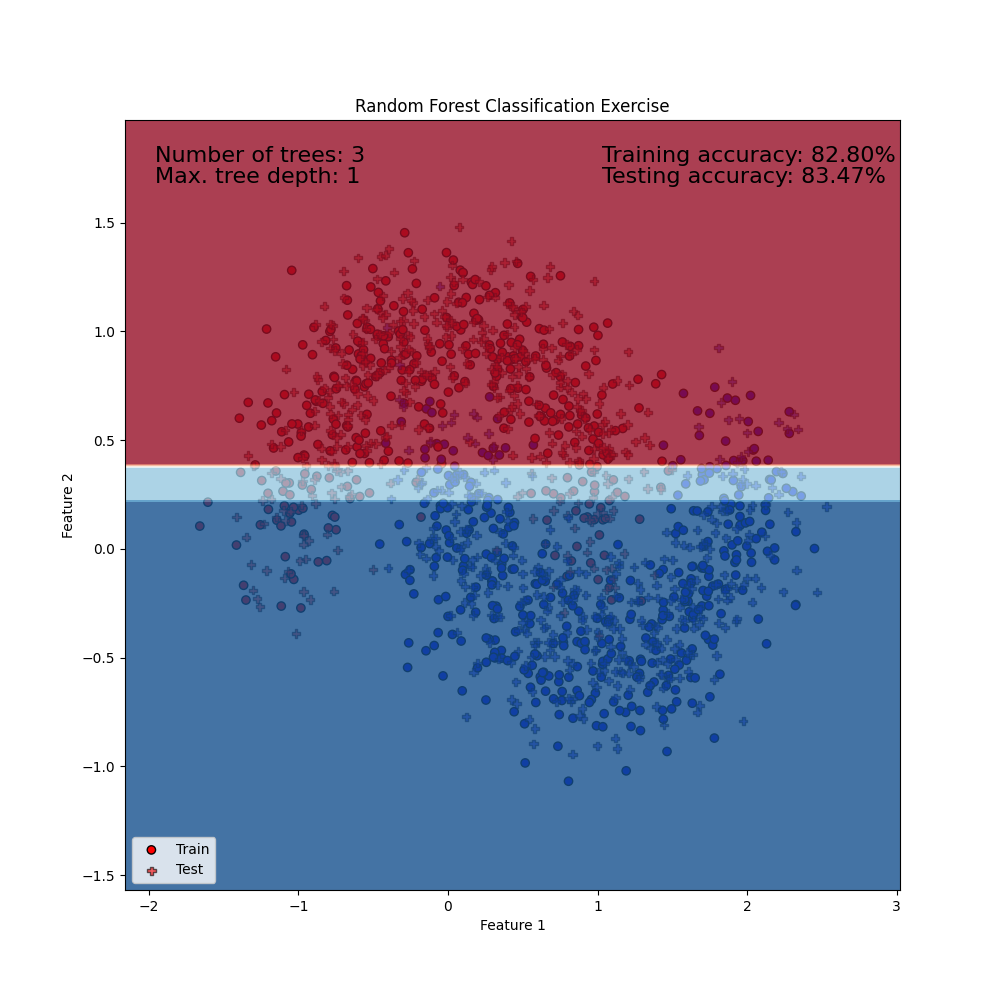 Random Forest Classification Exercise
Number of trees: 3
Max. tree depth: 1
Training accuracy: 82.80%
Testing accuracy: 83.47%
1.5
1.0
0.5
0.0
−0.5
−1.0
−1.5
Feature 2
Train
Test
−2
−1
0
1
2
3
Feature 1